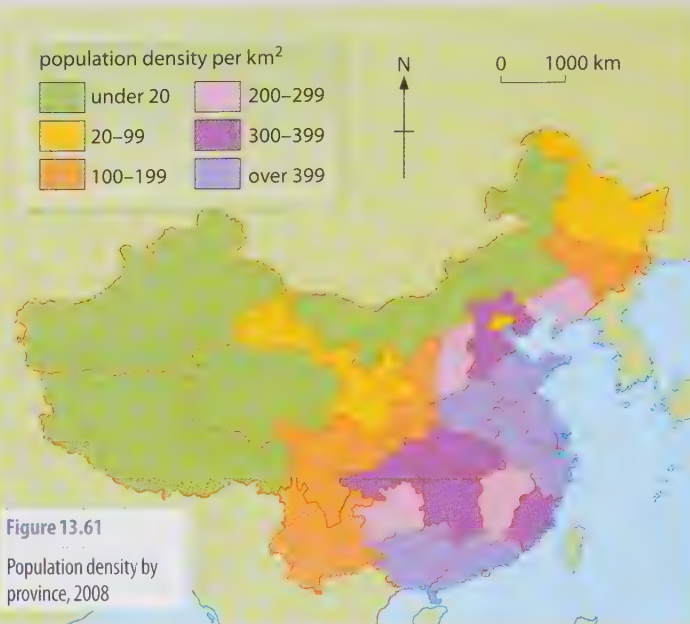 population density per km²
under 20
20–99
100–199
200–299
300–399
over 399
N
0 1000 km
Figure 13.61
Population density by
province, 2008